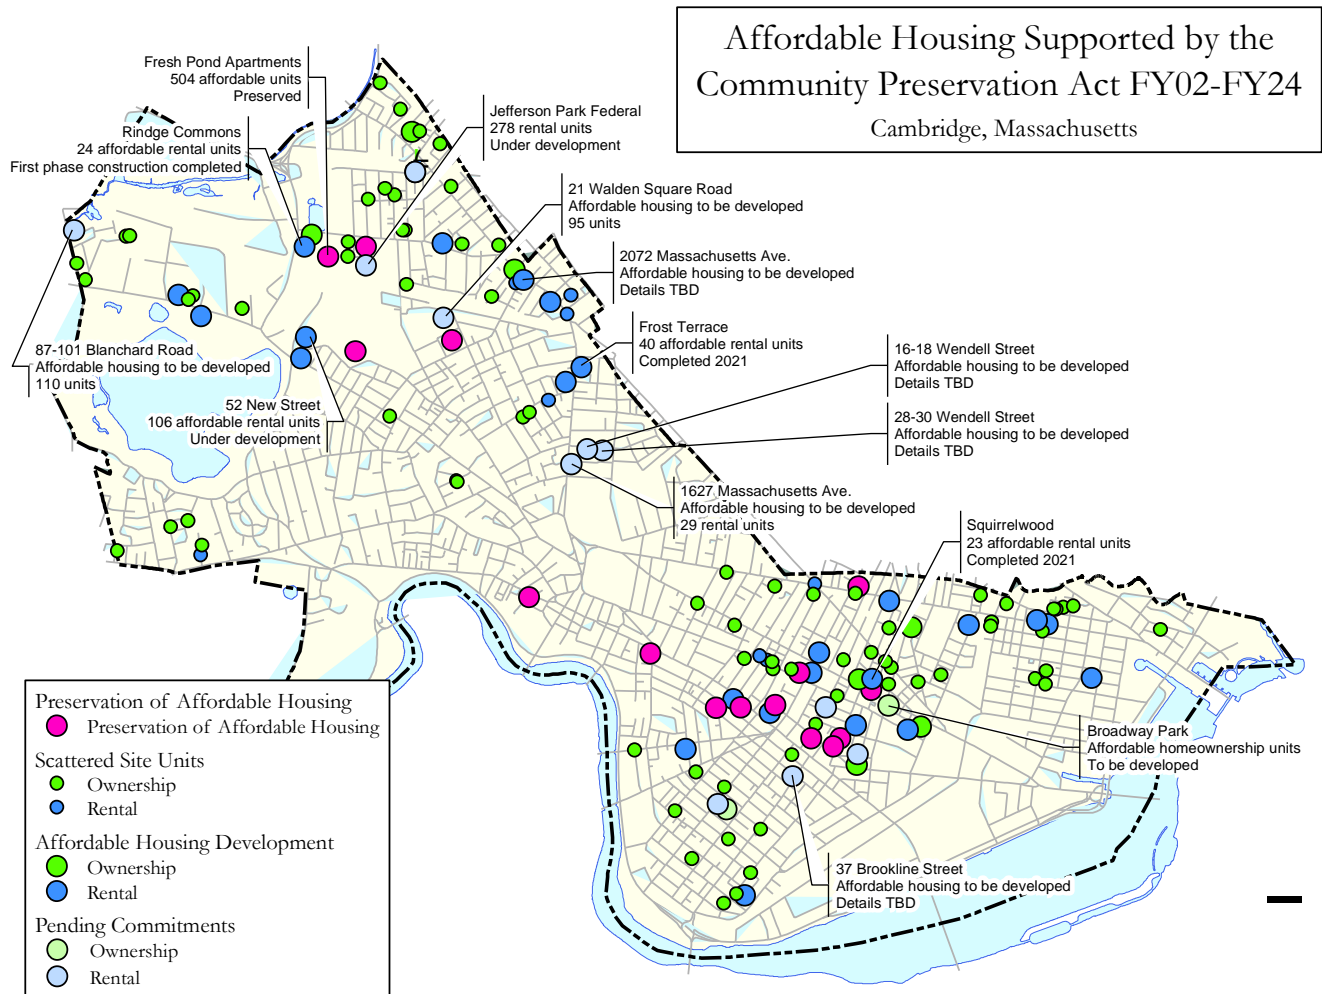 Affordable Housing Supported by the
Community Preservation Act FY02-FY24
Cambridge, Massachusetts
Fresh Pond Apartments
504 affordable units
Preserved
Rindge Commons
24 affordable rental units
First phase construction completed
Jefferson Park Federal
278 rental units
Under development
21 Walden Square Road
Affordable housing to be developed
95 units
2072 Massachusetts Ave.
Affordable housing to be developed
Details TBD
Frost Terrace
40 affordable rental units
Completed 2021
16-18 Wendell Street
Affordable housing to be developed
Details TBD
28-30 Wendell Street
Affordable housing to be developed
Details TBD
87-101 Blanchard Road
Affordable housing to be developed
110 units
52 New Street
106 affordable rental units
Under development
1627 Massachusetts Ave.
Affordable housing to be developed
29 rental units
Squirrelwood
23 affordable rental units
Completed 2021
Broadway Park
Affordable homeownership units
To be developed
37 Brookline Street
Affordable housing to be developed
Details TBD
Preservation of Affordable Housing
Preservation of Affordable Housing
Scattered Site Units
Ownership
Rental
Affordable Housing Development
Ownership
Rental
Pending Commitments
Ownership
Rental